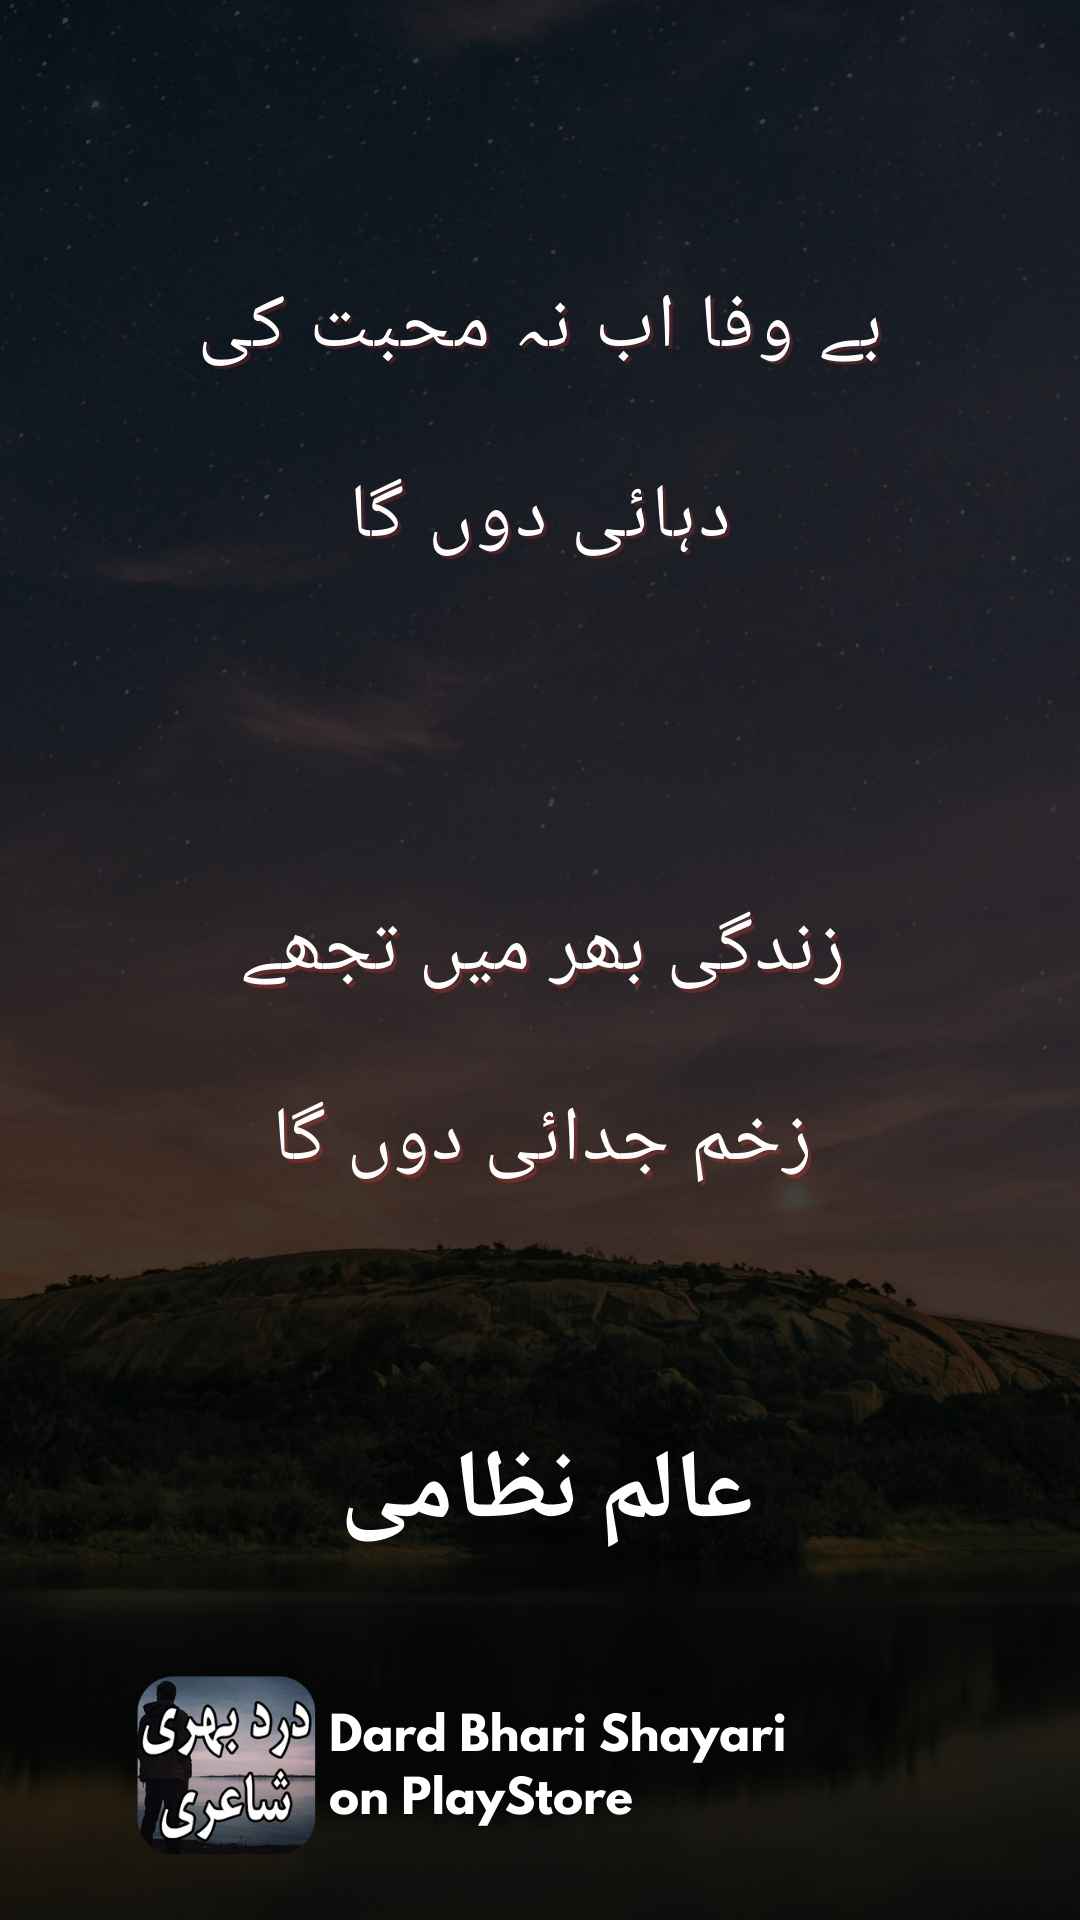 بے وفا اب نہ محبت کی
دہائی دوں گا
زندگی بھر میں تجھے
زخم جدائی دوں گا
عالم نظامی
درد بھری
شاعری
Dard Bhari Shayari
on PlayStore